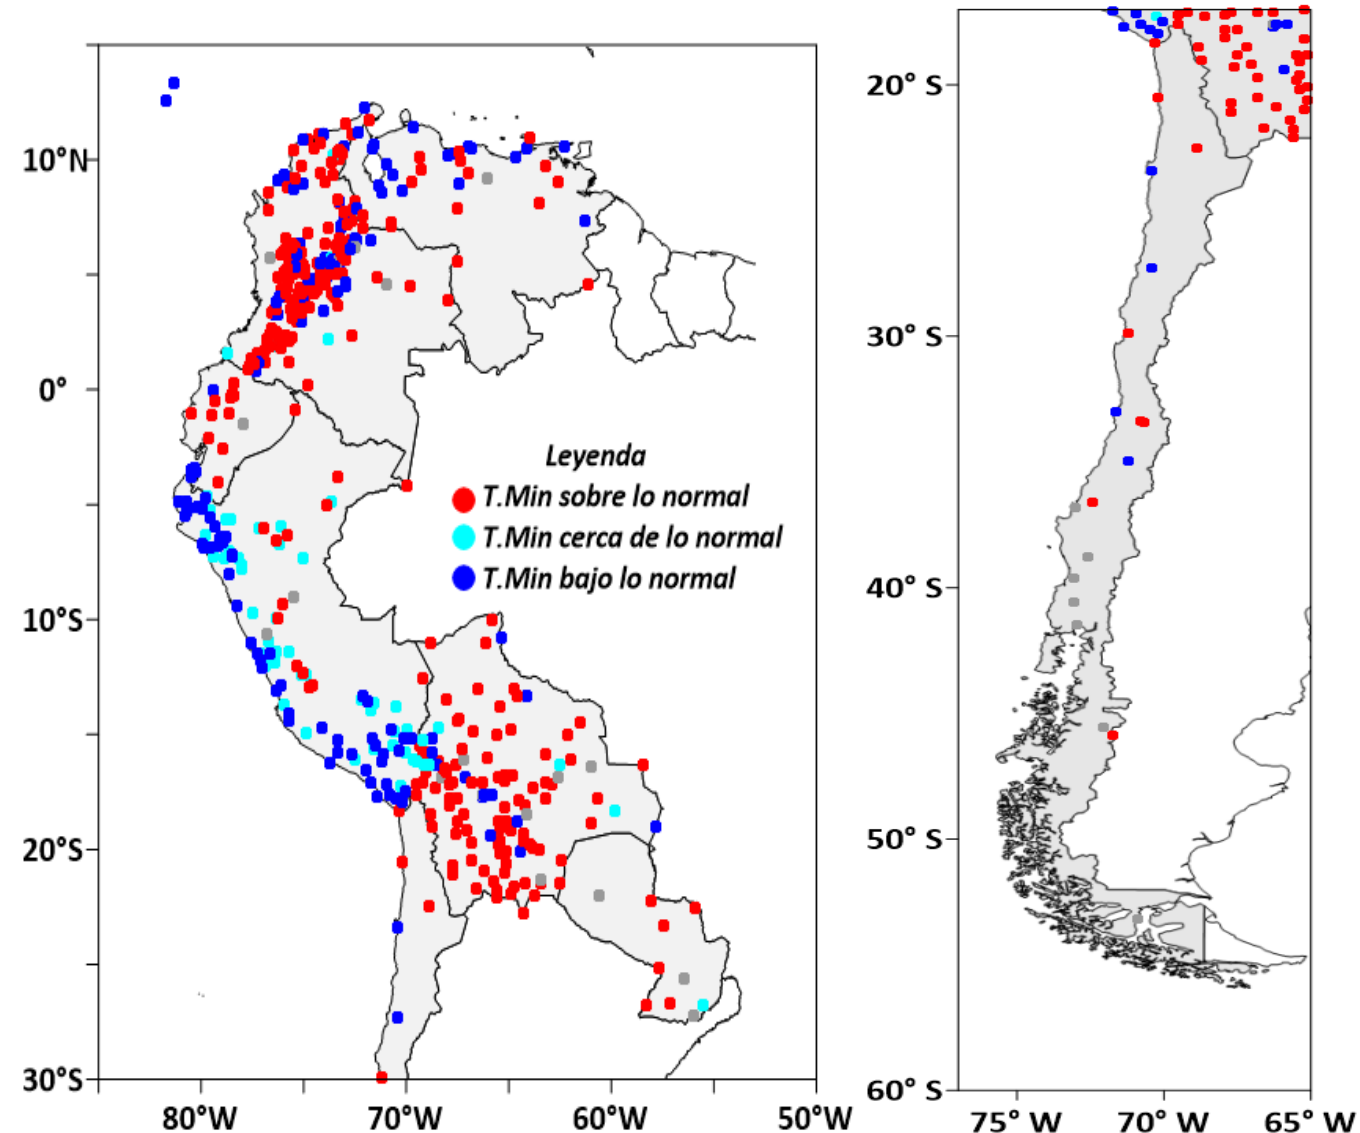 10°N
0°
10°S
20°S
30°S
80°W
70°W
60°W
50°W
Leyenda
T.Min sobre lo normal
T.Min cerca de lo normal
T.Min bajo lo normal
20° S
30° S
40° S
50° S
60° S
75° W
70° W
65° W